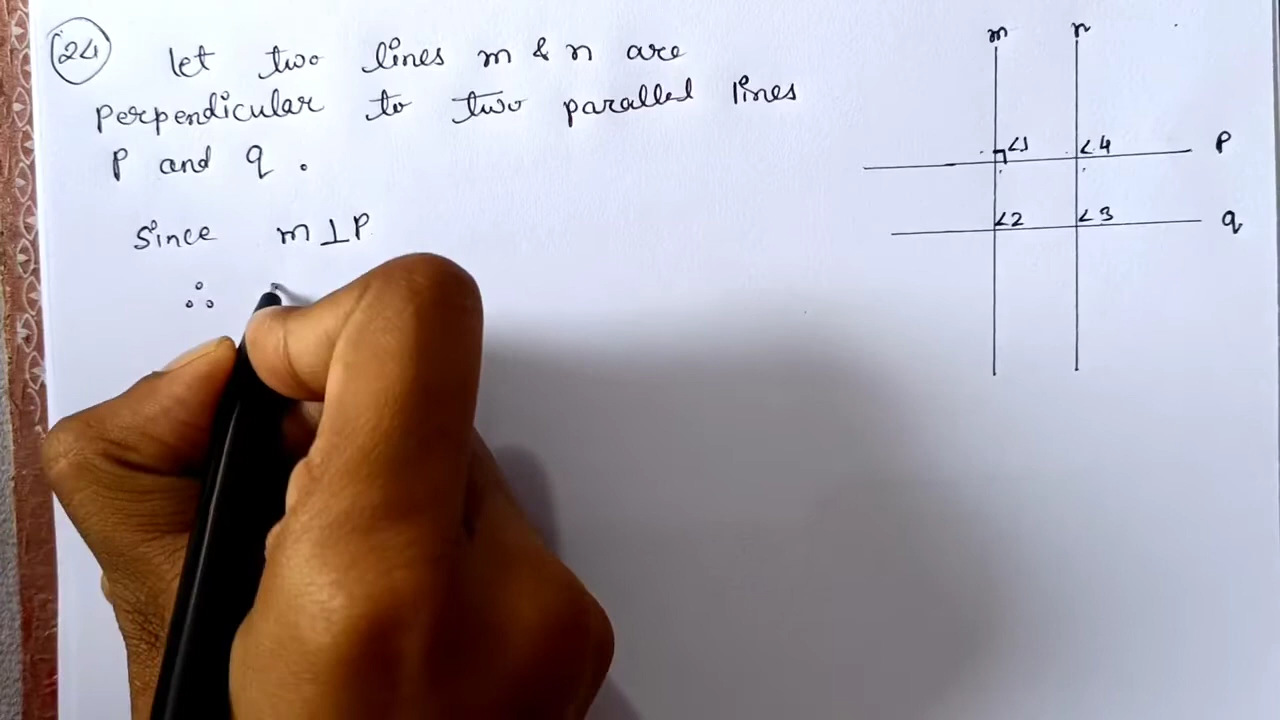 24 Let two lines m & n are
perpendicular to two parallel lines
P and q.
Since m⊥P
∴
m n
∠1 ∠4 P
∠2 ∠3 q